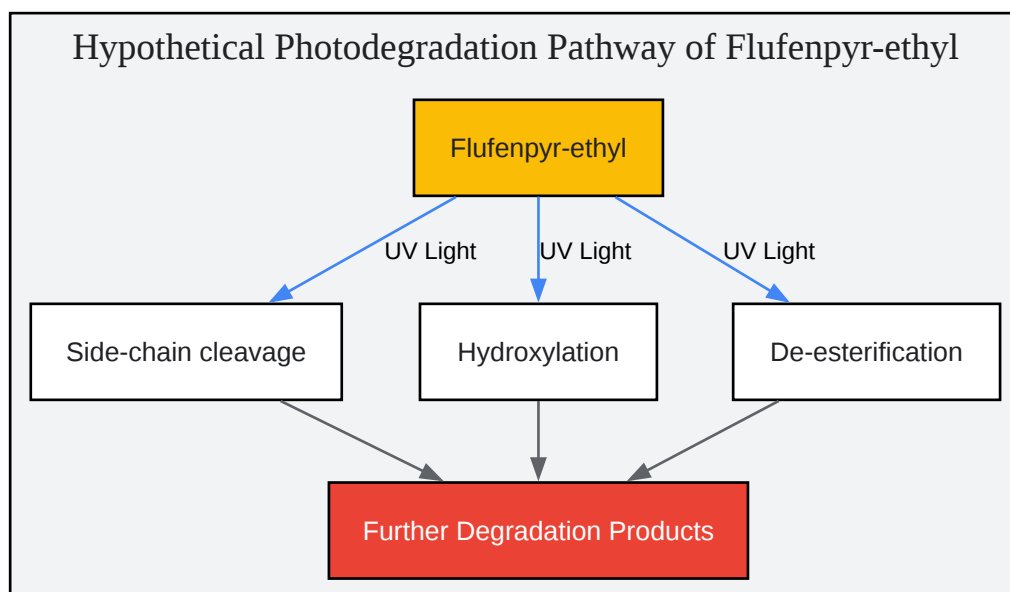 Hypothetical Photodegradation Pathway of Flufenpyr-ethyl
Flufenpyr-ethyl
UV Light
UV Light
UV Light
Side-chain cleavage
Hydroxylation
De-esterification
Further Degradation Products